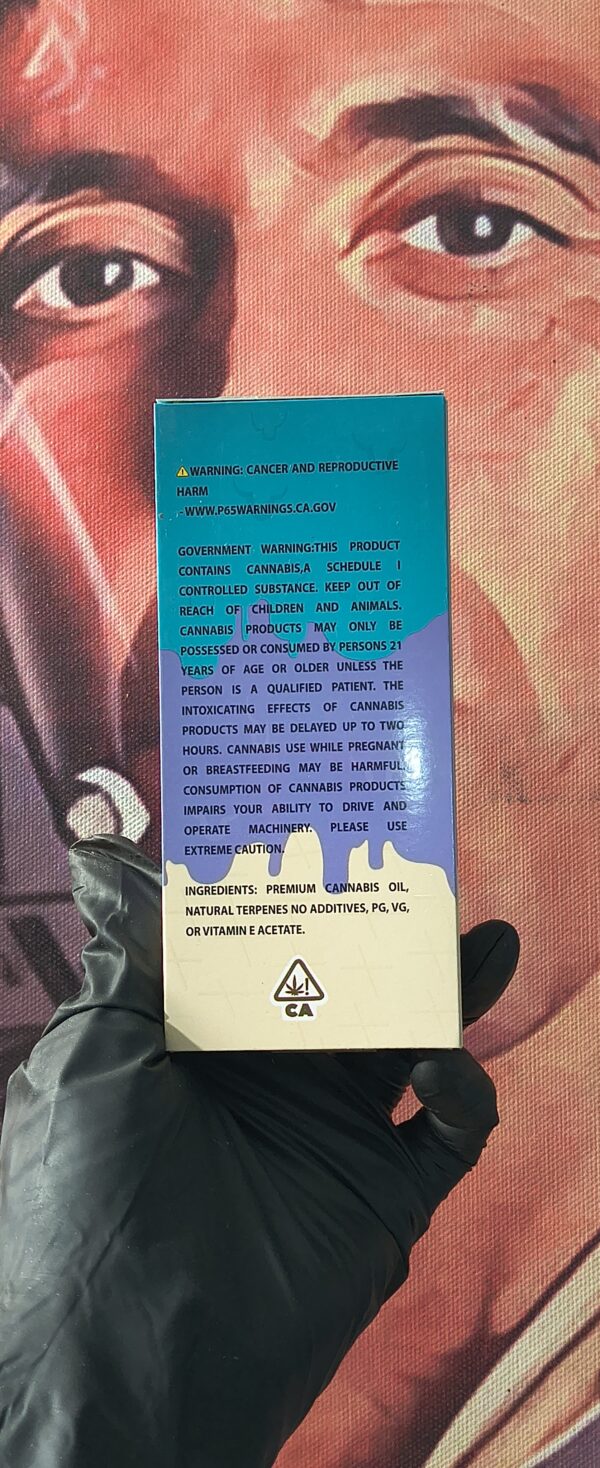 ⚠WARNING: CANCER AND REPRODUCTIVE
HARM
-WWW.P65WARNINGS.CA.GOV
GOVERNMENT WARNING:THIS PRODUCT
CONTAINS CANNABIS,A SCHEDULE I
CONTROLLED SUBSTANCE. KEEP OUT OF
REACH OF CHILDREN AND ANIMALS.
CANNABIS PRODUCTS MAY ONLY BE
POSSESSED OR CONSUMED BY PERSONS 21
YEARS OF AGE OR OLDER UNLESS THE
PERSON IS A QUALIFIED PATIENT. THE
INTOXICATING EFFECTS OF CANNABIS
PRODUCTS MAY BE DELAYED UP TO TWO
HOURS. CANNABIS USE WHILE PREGNANT
OR BREASTFEEDING MAY BE HARMFUL.
CONSUMPTION OF CANNABIS PRODUCTS
IMPAIRS YOUR ABILITY TO DRIVE AND
OPERATE MACHINERY. PLEASE USE
EXTREME CAUTION.
INGREDIENTS: PREMIUM CANNABIS OIL,
NATURAL TERPENES NO ADDITIVES, PG, VG,
OR VITAMIN E ACETATE.
!
CA